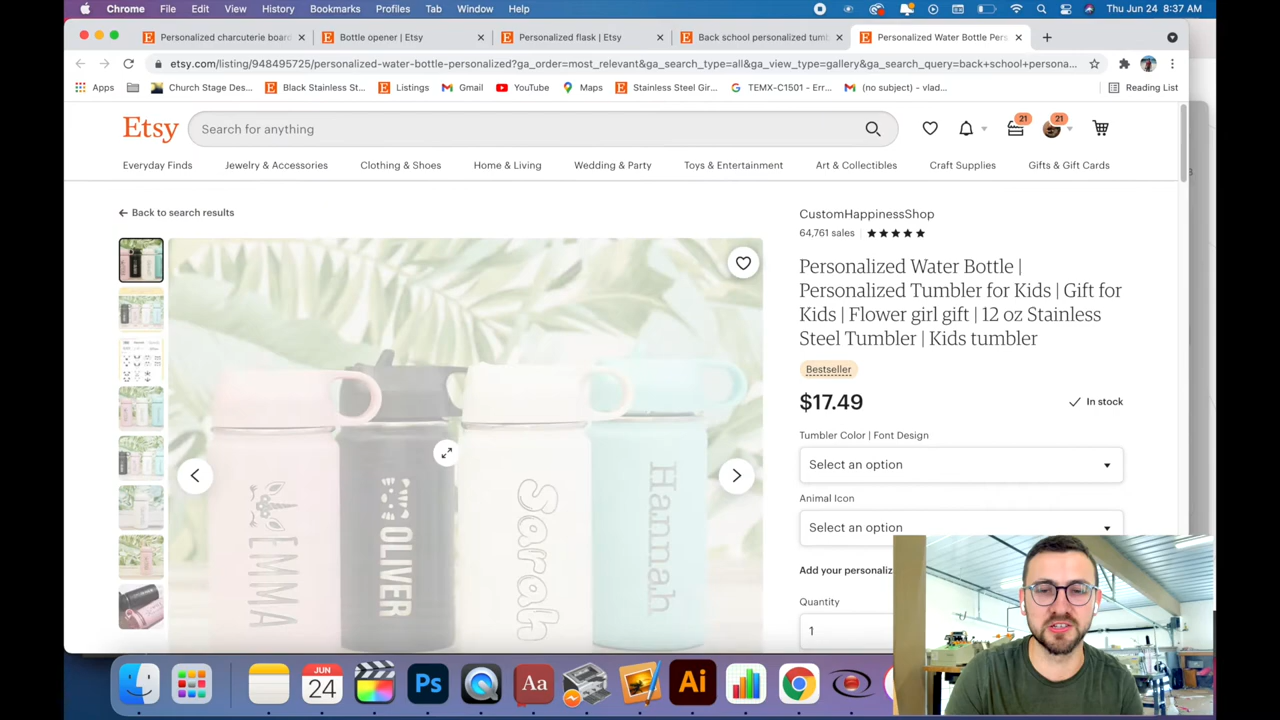 Chrome File Edit View History Bookmarks Profiles Tab Window Help Thu Jun 24 8:37 AM
Personalized charcuterie board Bottle opener | Etsy Personalized flask | Etsy Back school personalized tumb Personalized Water Bottle Pers
etsy.com/listing/948495725/personalized-water-bottle-personalized?ga_order=most_relevant&ga_search_type=all&ga_view_type=gallery&ga_search_query=back+school+persona...
Apps Church Stage Des... Black Stainless St... Listings Gmail YouTube Maps Stainless Steel Gir... TEMX-C1501 - Err... (no subject) - vlad... Reading List
Etsy Search for anything 21 21
Everyday Finds Jewelry & Accessories Clothing & Shoes Home & Living Wedding & Party Toys & Entertainment Art & Collectibles Craft Supplies Gifts & Gift Cards
Back to search results
CustomHappinessShop
64,761 sales
Personalized Water Bottle |
Personalized Tumbler for Kids | Gift for
Kids | Flower girl gift | 12 oz Stainless
Steel Tumbler | Kids tumbler
Bestseller
$17.49 In stock
Tumbler Color | Font Design
Select an option
Animal Icon
Select an option
Add your personaliz
Quantity
1
EMMA
OLIVER
Sarah
Hannah
JUN
24
Ps
Aa
Ai